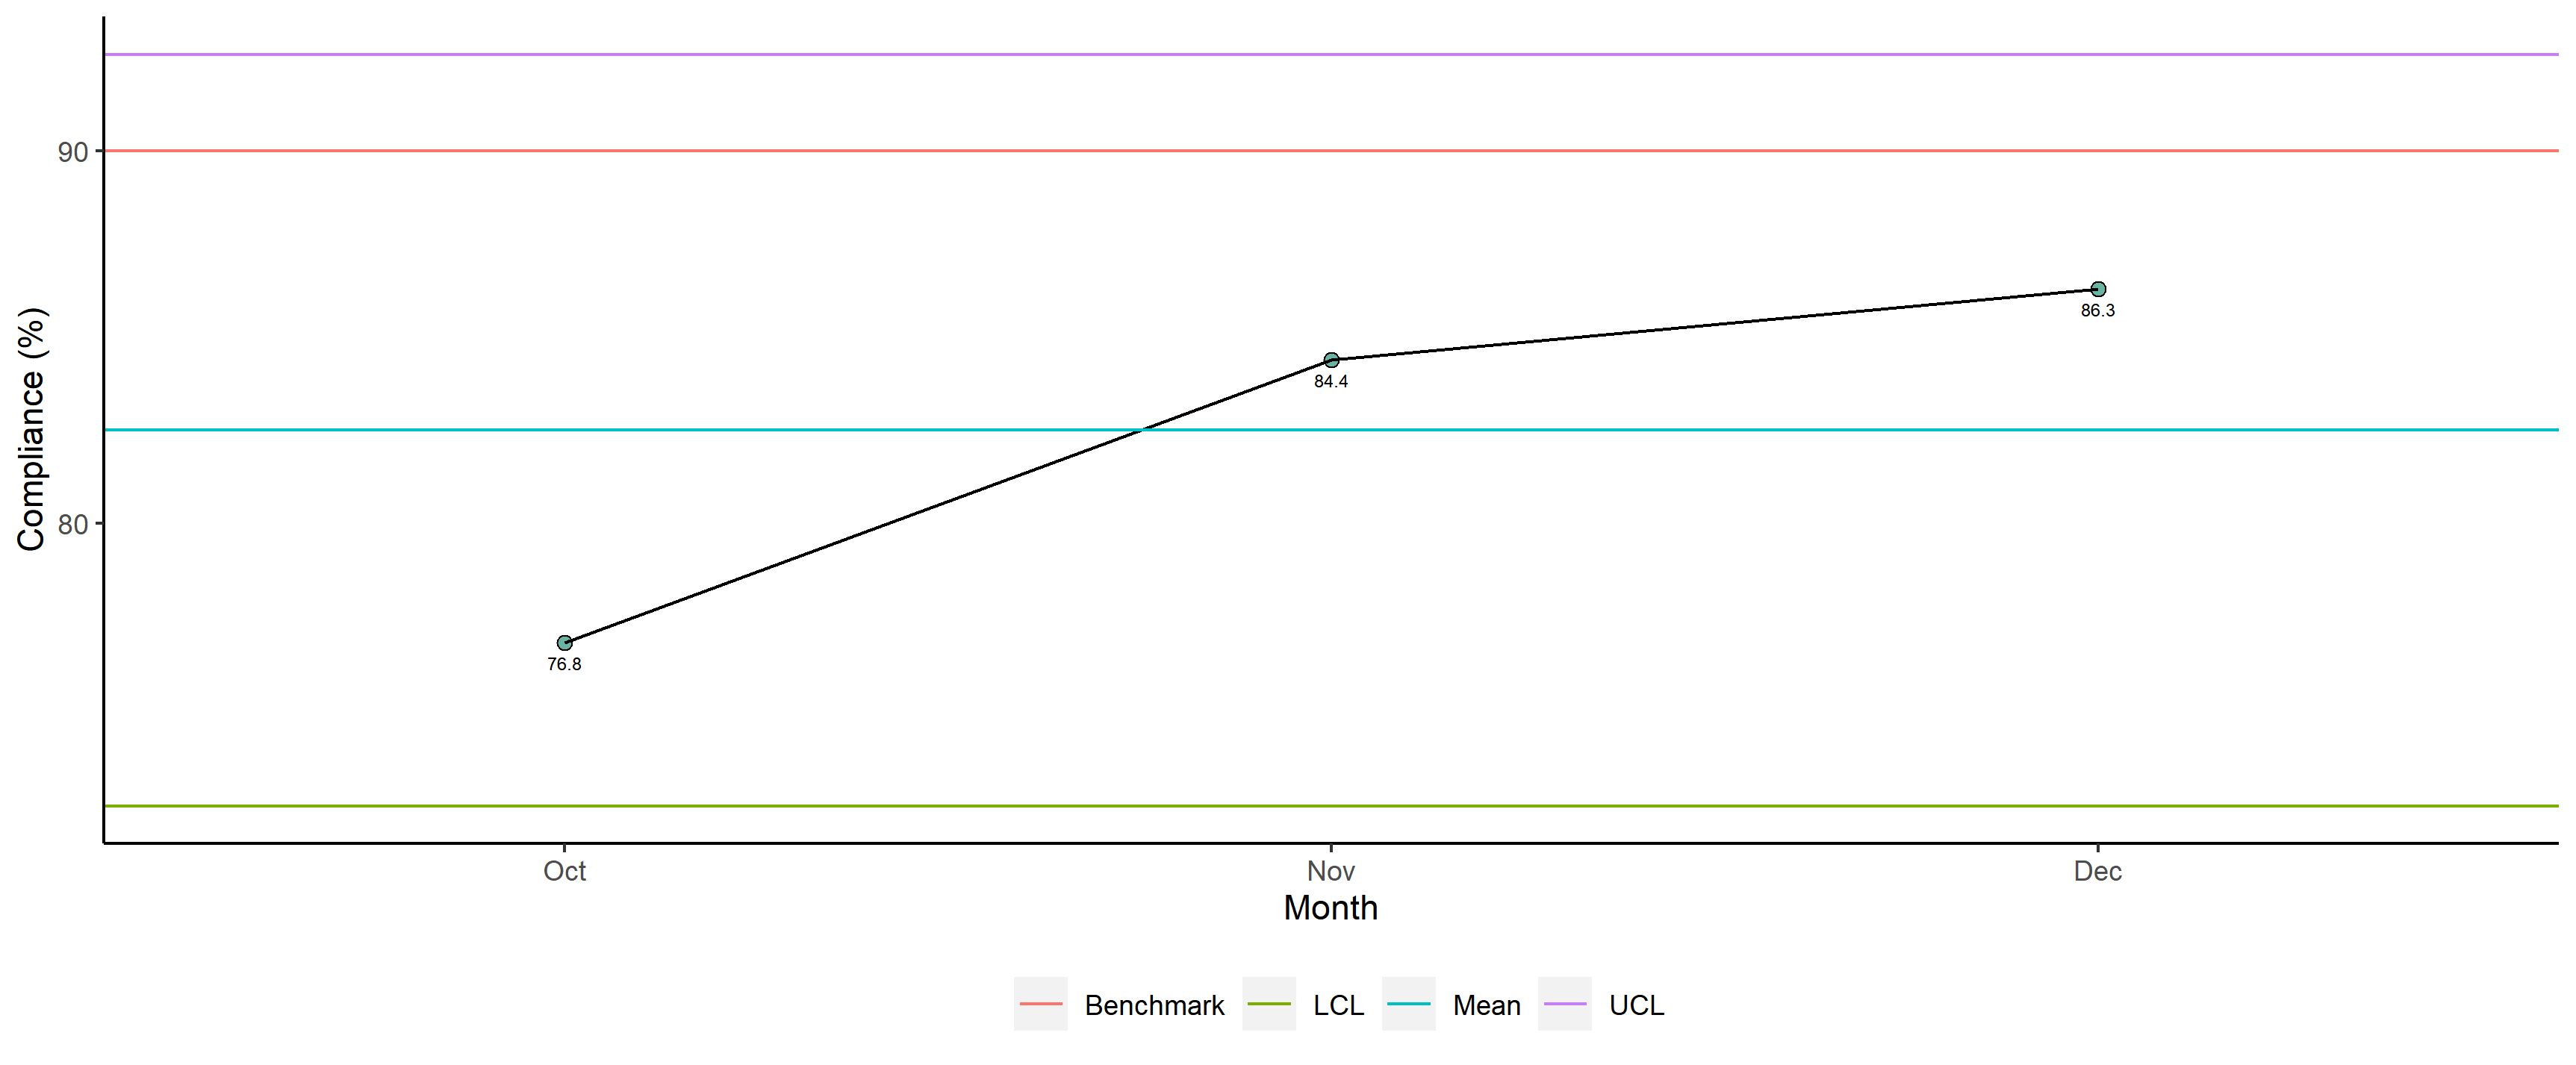 90
80
Compliance (%)
76.8
84.4
86.3
Oct Nov Dec
Month
Benchmark LCL Mean UCL